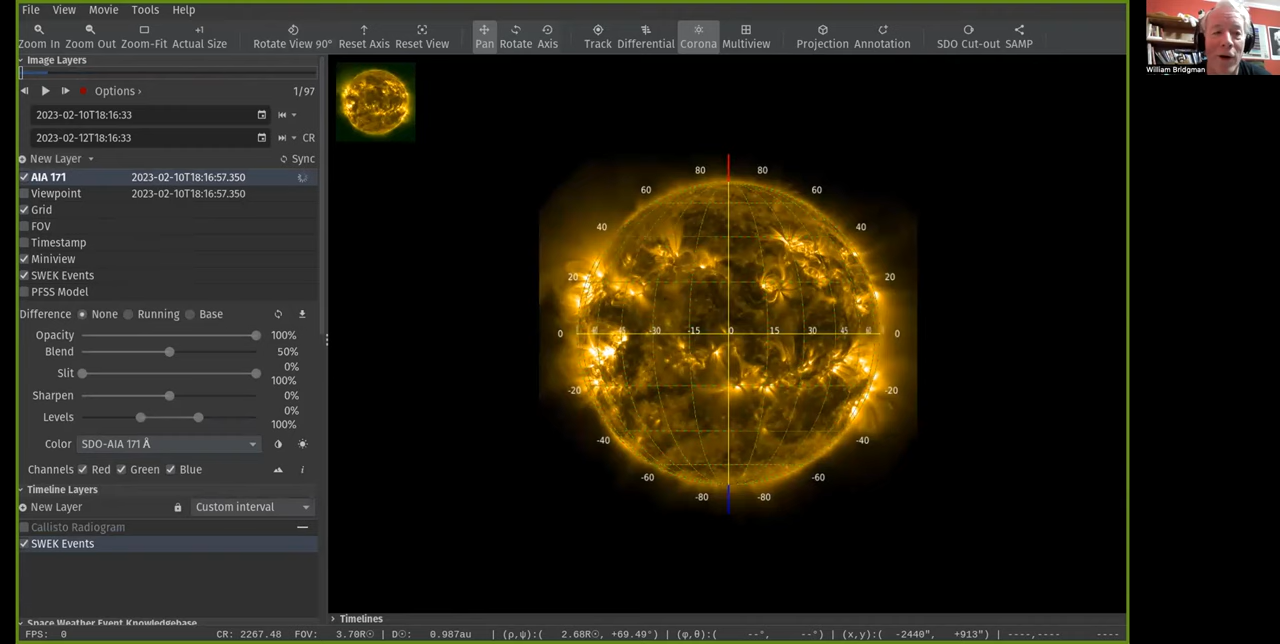 File View Movie Tools Help
Zoom In Zoom Out Zoom-Fit +1 Actual Size Rotate View 90° Reset Axis Reset View Pan Rotate Axis Track Differential Corona Multiview Projection Annotation SDO Cut-out SAMP
William Bridgman
Image Layers
Options › 1/97
2023-02-10T18:16:33
2023-02-12T18:16:33 CR
New Layer Sync
AIA 171 2023-02-10T18:16:57.350
Viewpoint 2023-02-10T18:16:57.350
Grid
FOV
Timestamp
Miniview
SWEK Events
PFSS Model
Difference None Running Base
Opacity 100%
Blend 50%
Slit 0%
100%
Sharpen 0%
Levels 0%
100%
Color SDO-AIA 171 Å
Channels Red Green Blue i
Timeline Layers
New Layer Custom interval
Callisto Radiogram
SWEK Events
Space Weather Event Knowledgebase
80 80
60 60
40 40
20 20
0 -30 -15 0 15 30 45 0
-20 -20
-40 -40
-60 -60
-80 -80
Timelines
FPS: 0 CR: 2267.48 FOV: 3.70R☉ | D☉: 0.987au | (ρ,ψ):( 2.68R☉, +69.49°) | (φ,θ):( --°, --°) | (x,y):( -2440", +913") | ----,----